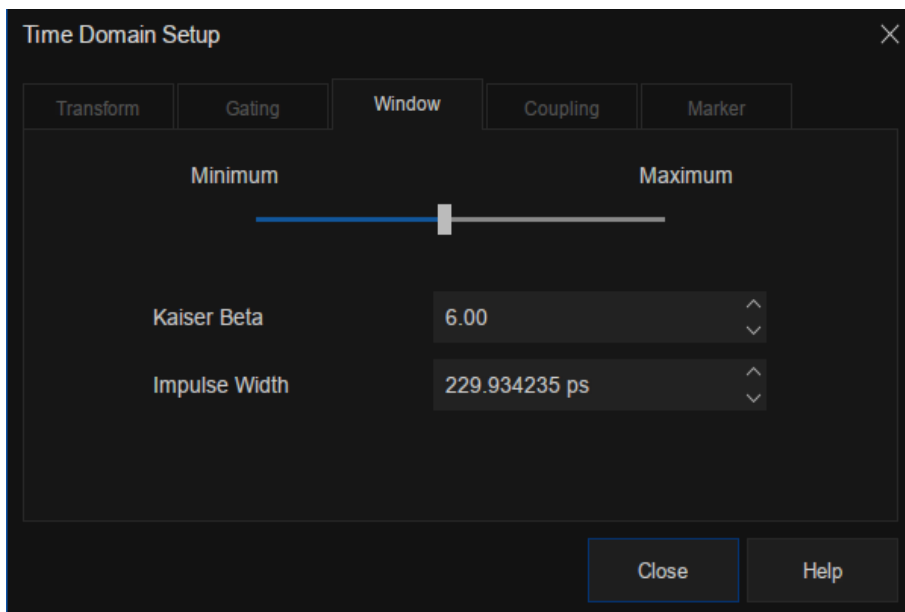 Time Domain Setup
Transform Gating Window Coupling Marker
Minimum Maximum
Kaiser Beta 6.00
Impulse Width 229.934235 ps
Close Help